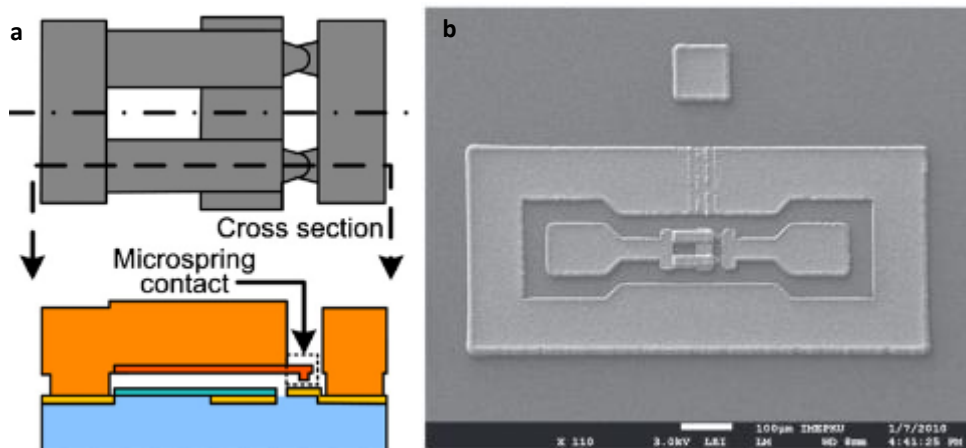 a
Cross section
Microspring
contact
b
100µm IHEPKU 1/7/2010
X 110 3.0kV LEI LM WD 8mm 4:41:25 PM